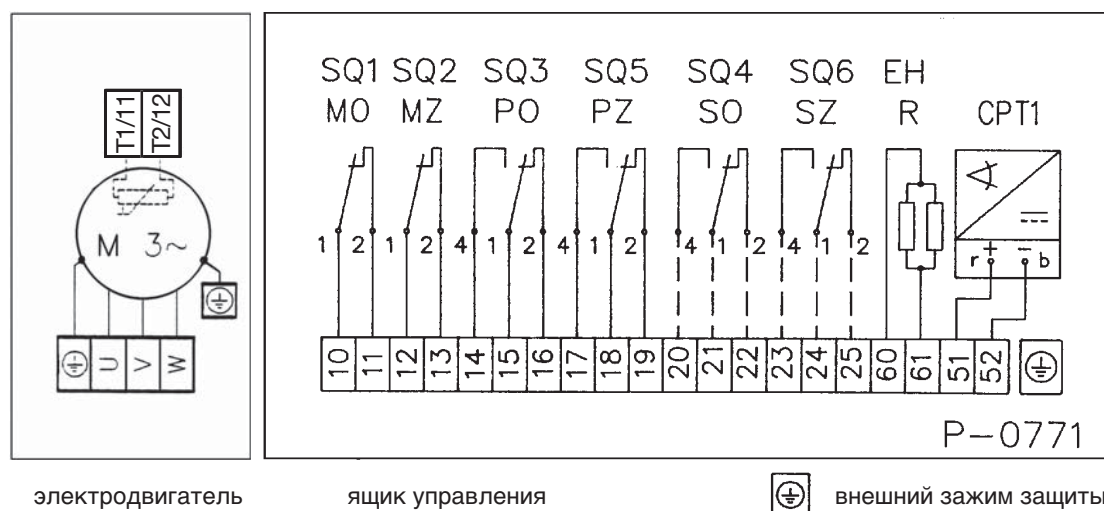 SQ1 SQ2 SQ3 SQ5 SQ4 SQ6 EH
MO MZ PO PZ SO SZ R CPT1
T1/11
T2/12
M 3~
1 2 1 2 4 1 2 4 1 2 4 1 2 4 1 2
r + − b
U V W
10 11 12 13 14 15 16 17 18 19 20 21 22 23 24 25 60 61 51 52
P-0771
электродвигатель
ящик управления
внешний зажим защиты